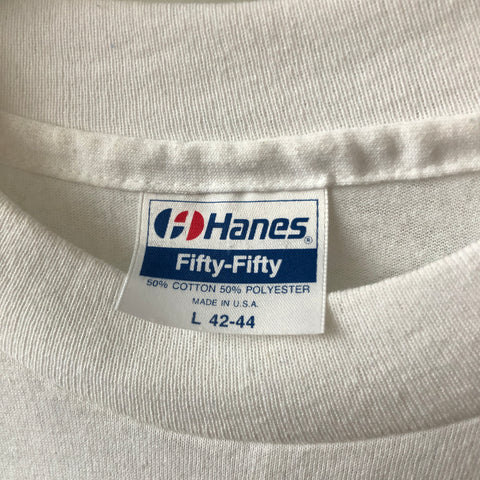 Hanes®
Fifty-Fifty
50% COTTON 50% POLYESTER
MADE IN U.S.A.
L 42-44